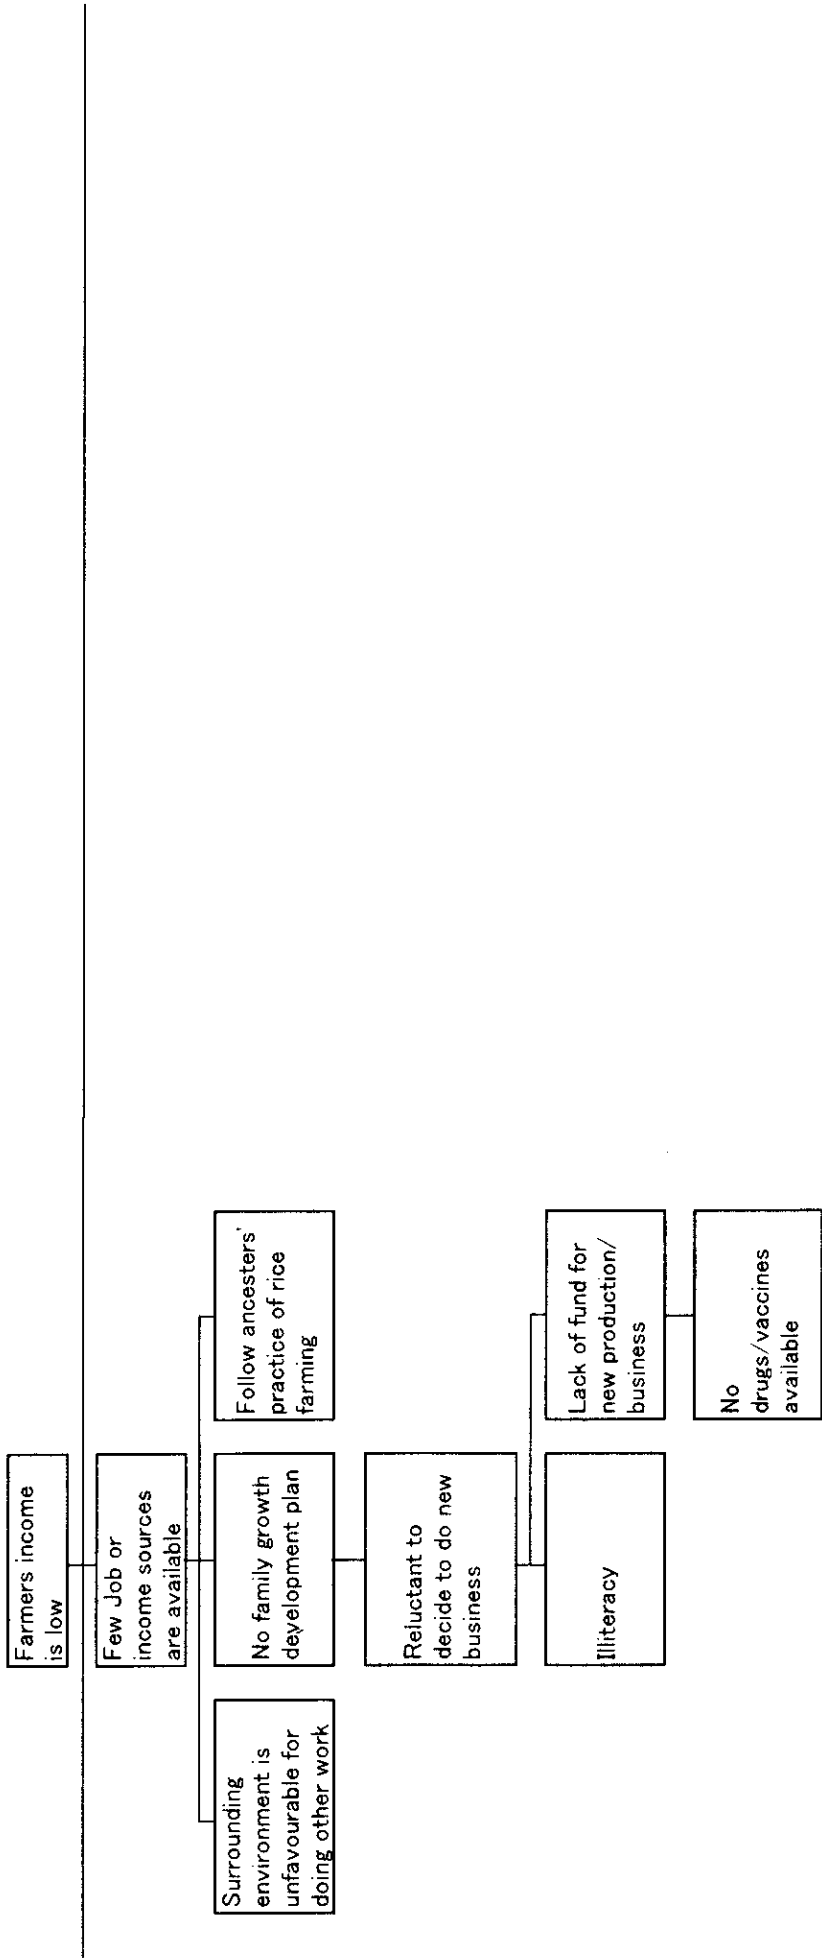 Farmers income
is low
Few Job or
income sources
are available
Surrounding
environment is
unfavourable for
doing other work
No family growth
development plan
Follow ancesters'
practice of rice
farming
Reluctant to
decide to do new
business
Illiteracy
Lack of fund for
new production/
business
No
drugs/vaccines
available